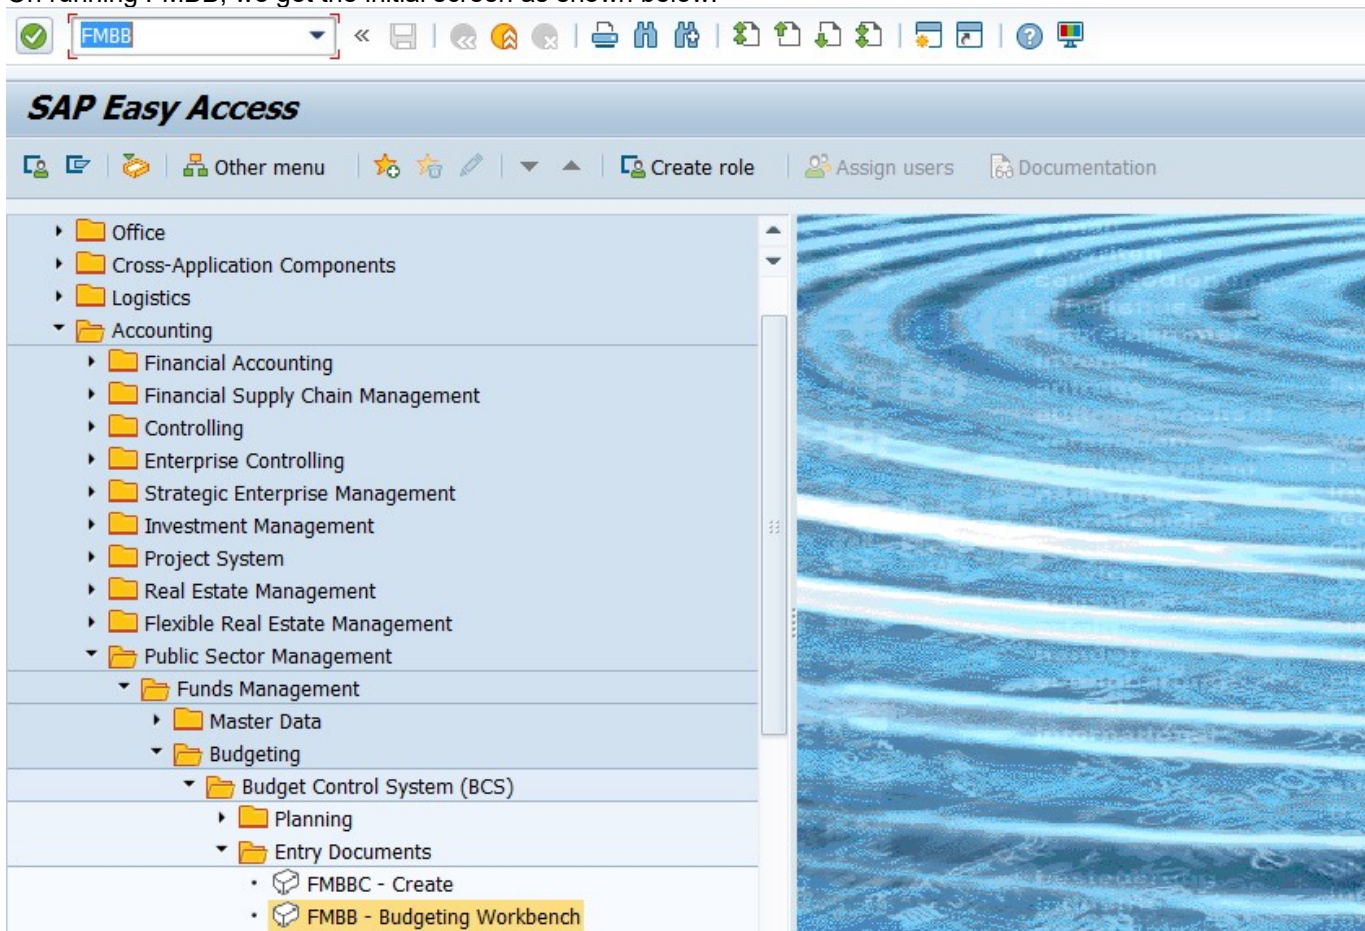 FMBB
SAP Easy Access
Other menu Create role Assign users Documentation
Office
Cross-Application Components
Logistics
Accounting
Financial Accounting
Financial Supply Chain Management
Controlling
Enterprise Controlling
Strategic Enterprise Management
Investment Management
Project System
Real Estate Management
Flexible Real Estate Management
Public Sector Management
Funds Management
Master Data
Budgeting
Budget Control System (BCS)
Planning
Entry Documents
FMBBC - Create
FMBB - Budgeting Workbench